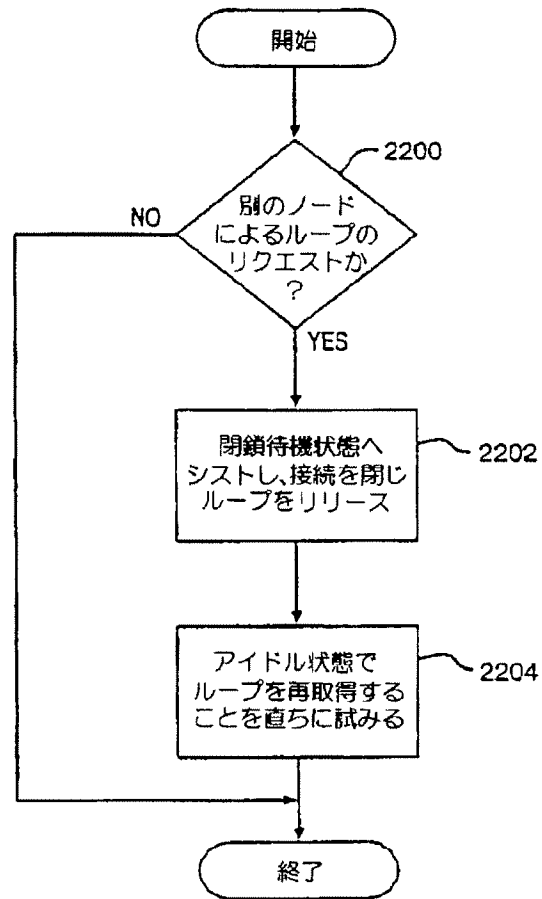 開始
2200
別のノード
によるループの
リクエストか
?
NO
YES
閉鎖待機状態へ
シストし、接続を閉じ
ループをリリース
2202
アイドル状態で
ループを再取得する
ことを直ちに試みる
2204
終了